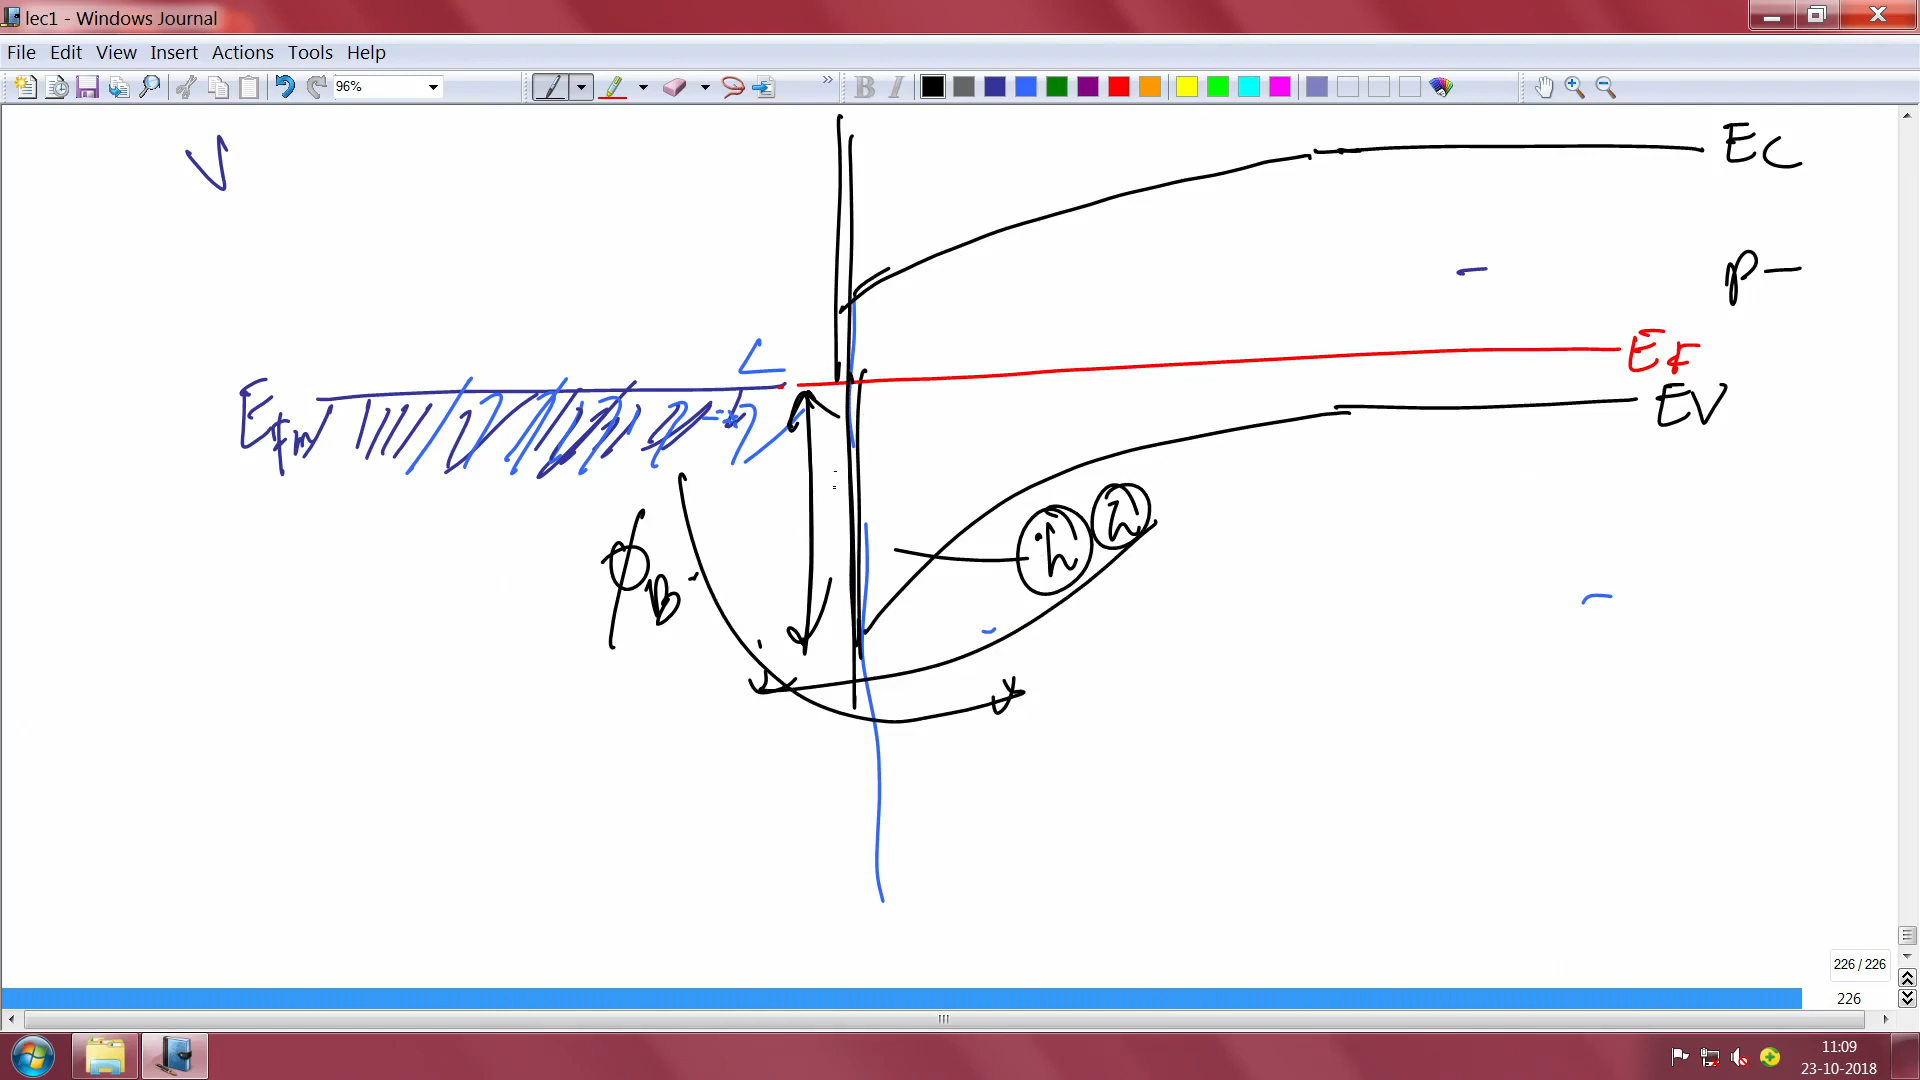 lec1 - Windows Journal
File Edit View Insert Actions Tools Help
96% B I
EC
p-
Ef
Efm
EV
ϕB
h h
226 / 226
226
11:09
23-10-2018